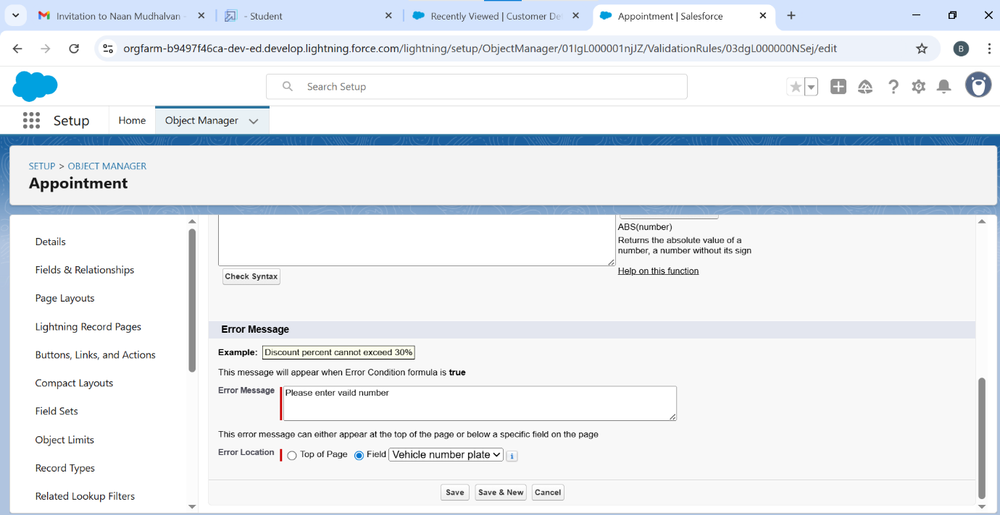 Invitation to Naan Mudhalvan -
- Student
Recently Viewed | Customer De
Appointment | Salesforce
orgfarm-b9497f46ca-dev-ed.develop.lightning.force.com/lightning/setup/ObjectManager/01IgL000001njJZ/ValidationRules/03dgL000000NSej/edit
B
Search Setup
Setup
Home
Object Manager
SETUP > OBJECT MANAGER
Appointment
Details
Fields & Relationships
Page Layouts
Lightning Record Pages
Buttons, Links, and Actions
Compact Layouts
Field Sets
Object Limits
Record Types
Related Lookup Filters
ABS(number)
Returns the absolute value of a
number, a number without its sign
Help on this function
Check Syntax
Error Message
Example: Discount percent cannot exceed 30%
This message will appear when Error Condition formula is true
Error Message Please enter vaild number
This error message can either appear at the top of the page or below a specific field on the page
Error Location Top of Page Field Vehicle number plate i
Save Save & New Cancel